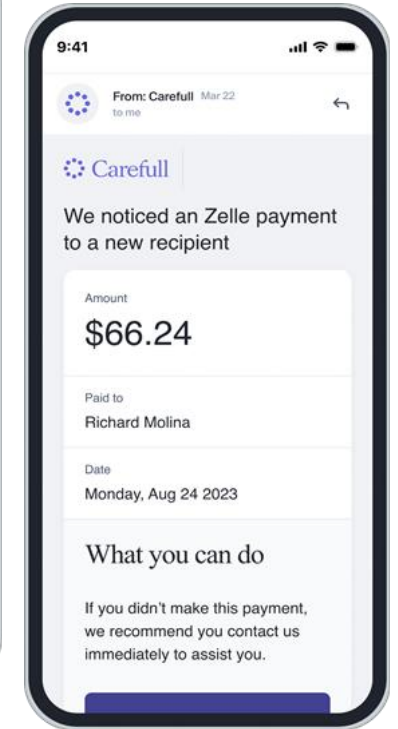 9:41
From: Carefull Mar 22
to me
Carefull
We noticed an Zelle payment
to a new recipient
Amount
$66.24
Paid to
Richard Molina
Date
Monday, Aug 24 2023
What you can do
If you didn't make this payment,
we recommend you contact us
immediately to assist you.